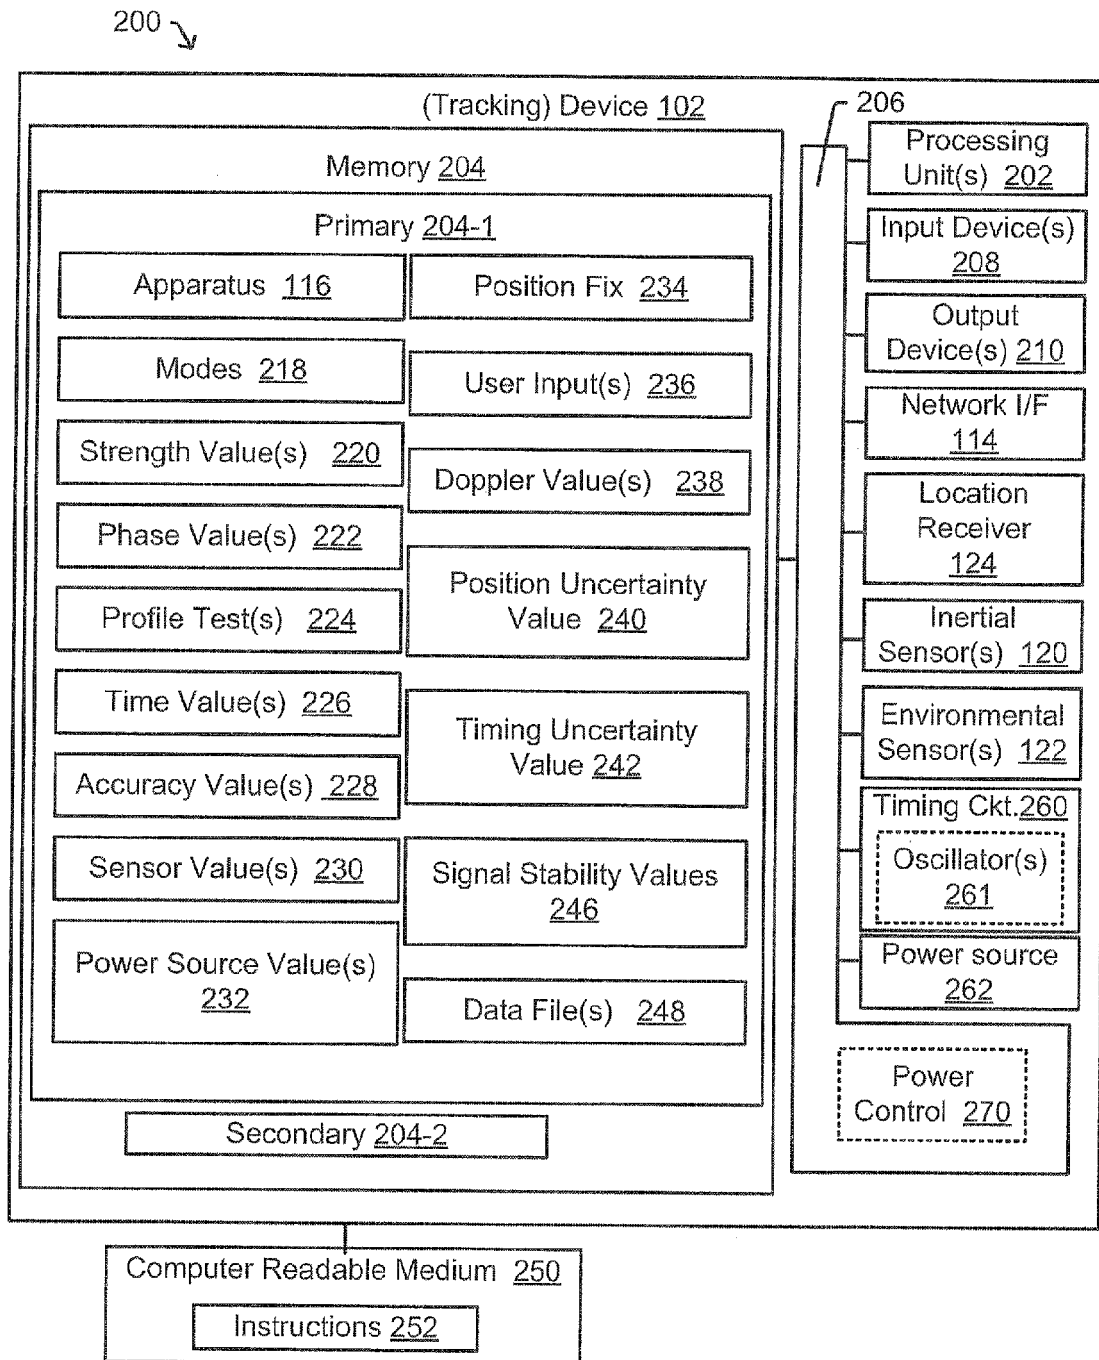 200
(Tracking) Device 102
206
Memory 204
Primary 204-1
Apparatus 116
Modes 218
Strength Value(s) 220
Phase Value(s) 222
Profile Test(s) 224
Time Value(s) 226
Accuracy Value(s) 228
Sensor Value(s) 230
Power Source Value(s)
232
Position Fix 234
User Input(s) 236
Doppler Value(s) 238
Position Uncertainty
Value 240
Timing Uncertainty
Value 242
Signal Stability Values
246
Data File(s) 248
Secondary 204-2
Processing
Unit(s) 202
Input Device(s)
208
Output
Device(s) 210
Network I/F
114
Location
Receiver
124
Inertial
Sensor(s) 120
Environmental
Sensor(s) 122
Timing Ckt.260
Oscillator(s)
261
Power source
262
Power
Control 270
Computer Readable Medium 250
Instructions 252